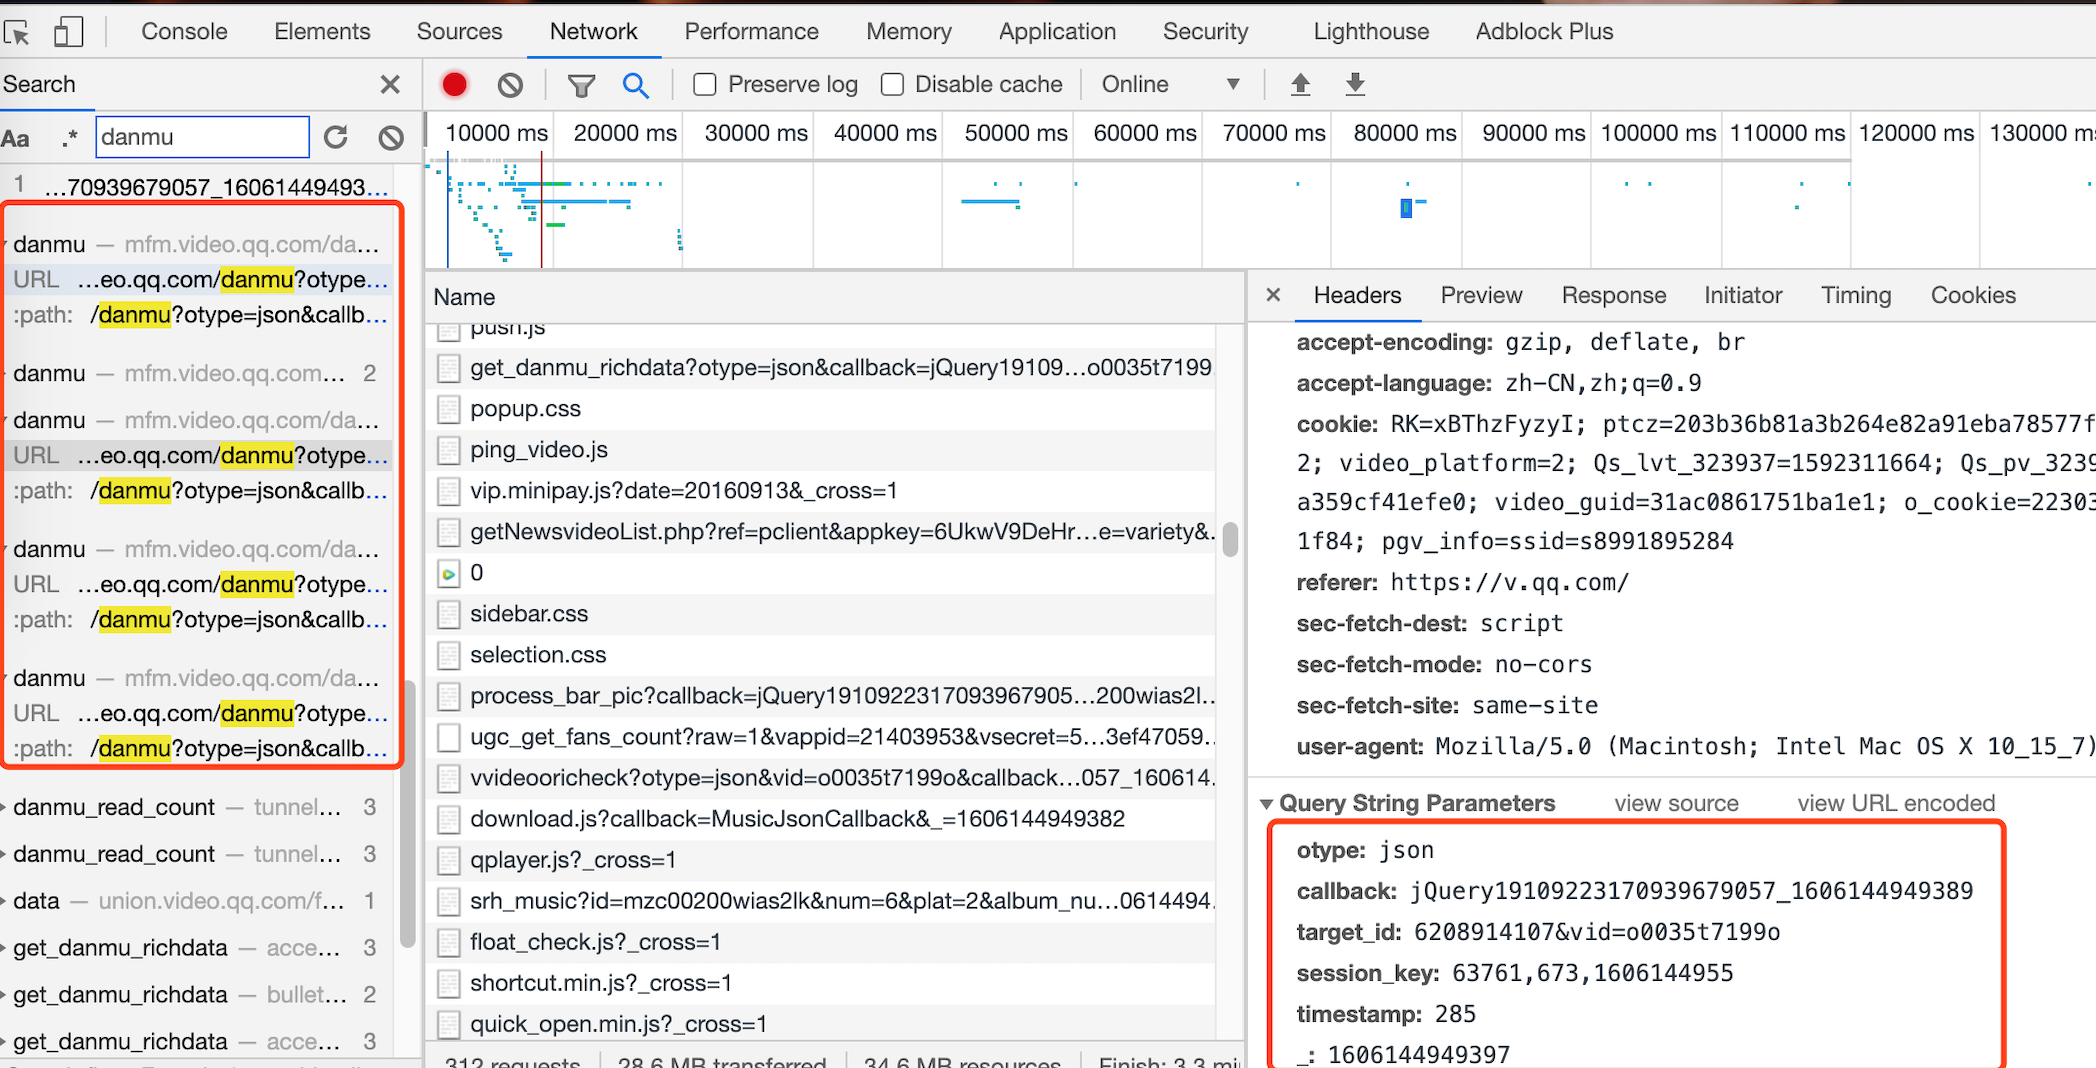 Console Elements Sources Network Performance Memory Application Security Lighthouse Adblock Plus
Search
Preserve log Disable cache Online
Aa .* danmu
10000 ms 20000 ms 30000 ms 40000 ms 50000 ms 60000 ms 70000 ms 80000 ms 90000 ms 100000 ms 110000 ms 120000 ms 130000 ms
1 …70939679057_16061449493…
danmu — mfm.video.qq.com/da…
URL …eo.qq.com/danmu?otype…
:path: /danmu?otype=json&callb…
danmu — mfm.video.qq.com… 2
danmu — mfm.video.qq.com/da…
URL …eo.qq.com/danmu?otype…
:path: /danmu?otype=json&callb…
danmu — mfm.video.qq.com/da…
URL …eo.qq.com/danmu?otype…
:path: /danmu?otype=json&callb…
danmu — mfm.video.qq.com/da…
URL …eo.qq.com/danmu?otype…
:path: /danmu?otype=json&callb…
danmu_read_count — tunnel… 3
danmu_read_count — tunnel… 3
data — union.video.qq.com/f… 1
get_danmu_richdata — acce… 3
get_danmu_richdata — bullet… 2
get_danmu_richdata — acce… 3
Name
push.js
get_danmu_richdata?otype=json&callback=jQuery19109…o0035t7199
popup.css
ping_video.js
vip.minipay.js?date=20160913&_cross=1
getNewsvideoList.php?ref=pclient&appkey=6UkwV9DeHr…e=variety&.
0
sidebar.css
selection.css
process_bar_pic?callback=jQuery1910922317093967905…200wias2l..
ugc_get_fans_count?raw=1&vappid=21403953&vsecret=5…3ef47059.
vvideooricheck?otype=json&vid=o0035t7199o&callback…057_160614.
download.js?callback=MusicJsonCallback&_=1606144949382
qplayer.js?_cross=1
srh_music?id=mzc00200wias2lk&num=6&plat=2&album_nu…0614494.
float_check.js?_cross=1
shortcut.min.js?_cross=1
quick_open.min.js?_cross=1
312 requests 28.6 MB transferred 34.6 MB resources Finish: 3.3 mi
Headers Preview Response Initiator Timing Cookies
accept-encoding: gzip, deflate, br
accept-language: zh-CN,zh;q=0.9
cookie: RK=xBThzFyzyI; ptcz=203b36b81a3b264e82a91eba78577f
2; video_platform=2; Qs_lvt_323937=1592311664; Qs_pv_3239
a359cf41efe0; video_guid=31ac0861751ba1e1; o_cookie=22303
1f84; pgv_info=ssid=s8991895284
referer: https://v.qq.com/
sec-fetch-dest: script
sec-fetch-mode: no-cors
sec-fetch-site: same-site
user-agent: Mozilla/5.0 (Macintosh; Intel Mac OS X 10_15_7)
Query String Parameters view source view URL encoded
otype: json
callback: jQuery19109223170939679057_1606144949389
target_id: 6208914107&vid=o0035t7199o
session_key: 63761,673,1606144955
timestamp: 285
_: 1606144949397